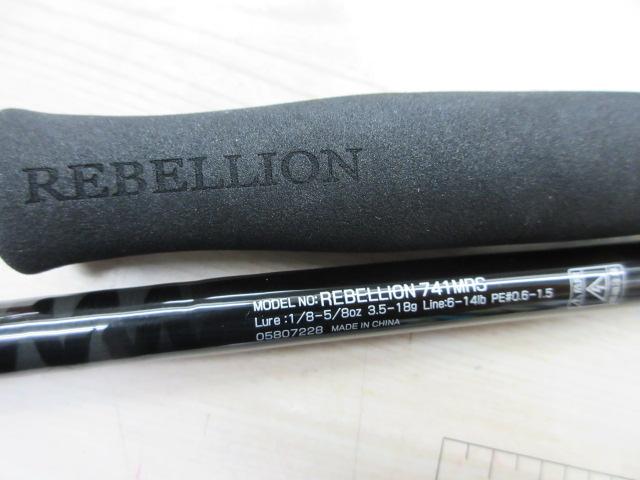 REBELLION
MODEL NO: REBELLION 741MRS
Lure :1/8-5/8oz 3.5-18g Line:6-14lb PE#0.6-1.5
05807228 MADE IN CHINA